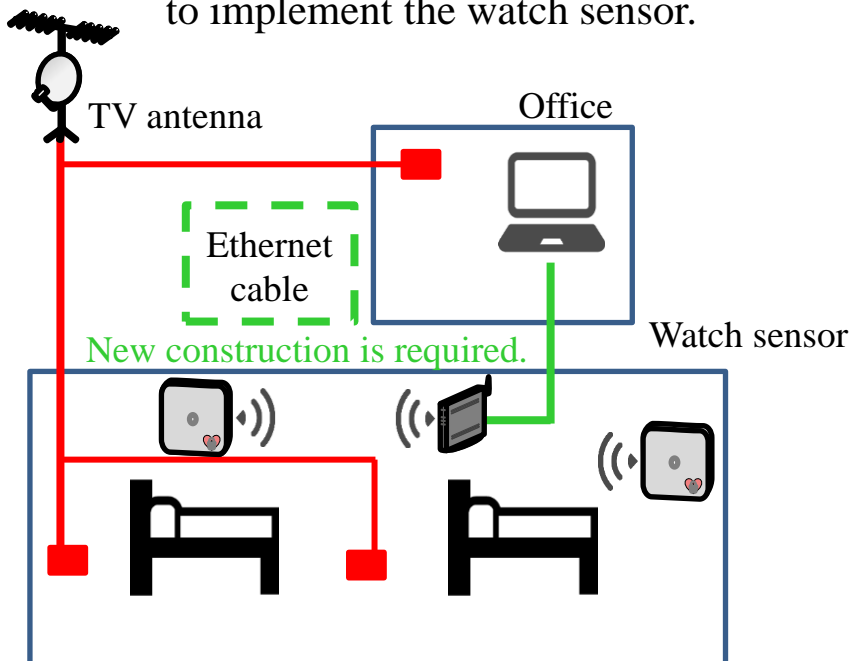 to implement the watch sensor.
TV antenna
Office
Ethernet
cable
New construction is required.
Watch sensor